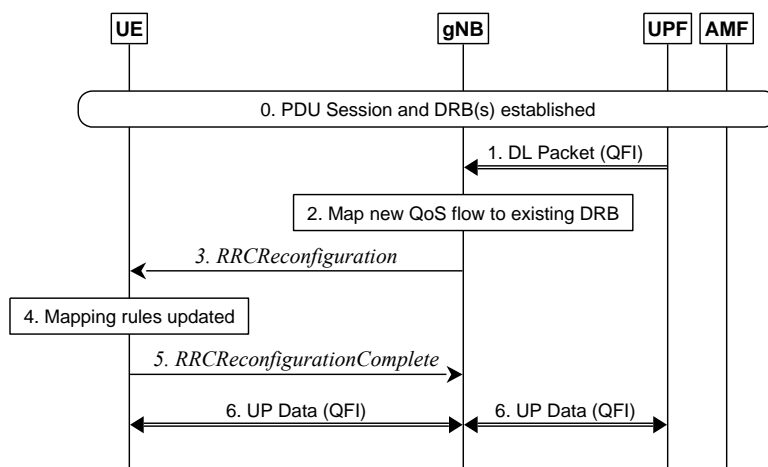 UE gNB UPF AMF
0. PDU Session and DRB(s) established
1. DL Packet (QFI)
2. Map new QoS flow to existing DRB
3. RRCReconfiguration
4. Mapping rules updated
5. RRCReconfigurationComplete
6. UP Data (QFI) 6. UP Data (QFI)